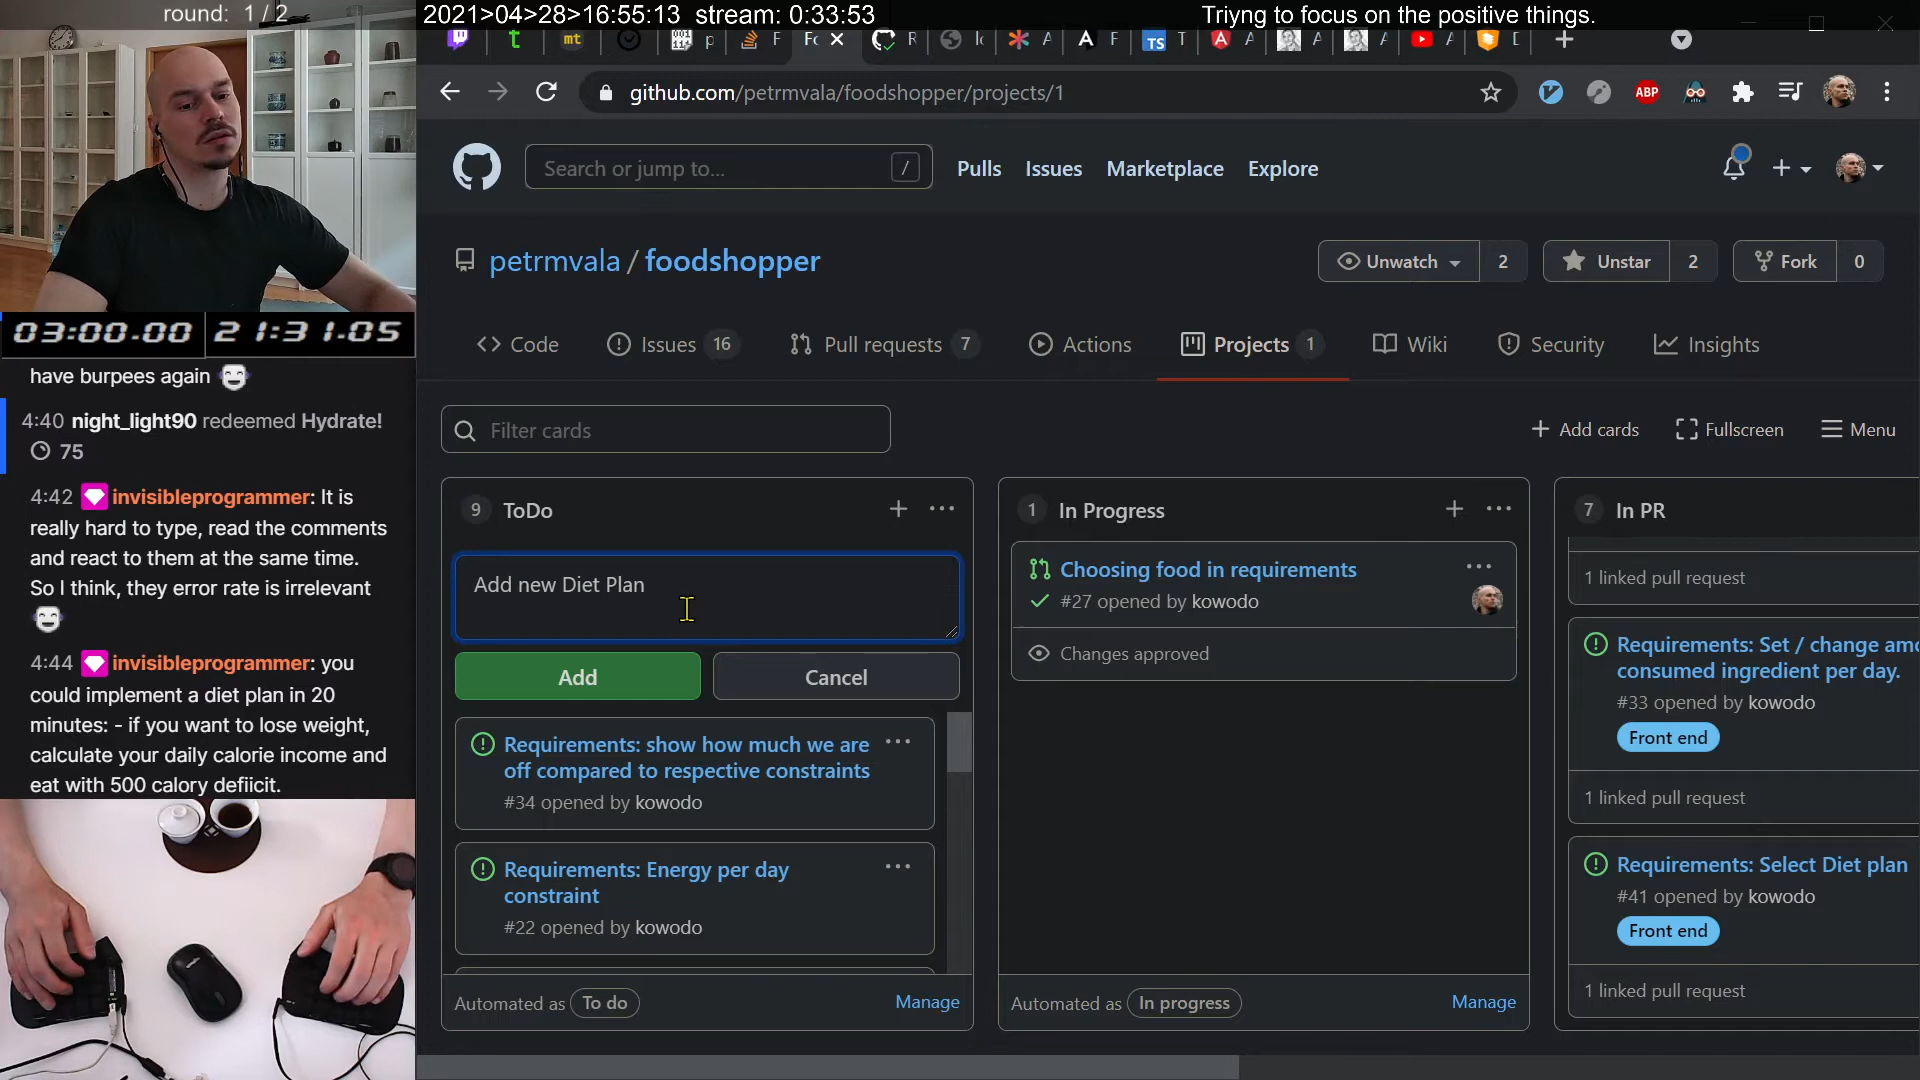 round: 1 / 2
2021>04>28>16:55:13 stream: 0:33:53
Triyng to focus on the positive things.
github.com/petrmvala/foodshopper/projects/1
ABP
Search or jump to...
/
Pulls
Issues
Marketplace
Explore
petrmvala / foodshopper
Unwatch
2
Unstar
2
Fork
0
03:00.00
21:31.05
Code
Issues 16
Pull requests 7
Actions
Projects 1
Wiki
Security
Insights
have burpees again
4:40 night_light90 redeemed Hydrate!
75
4:42 invisibleprogrammer: It is
really hard to type, read the comments
and react to them at the same time.
So I think, they error rate is irrelevant
4:44 invisibleprogrammer: you
could implement a diet plan in 20
minutes: - if you want to lose weight,
calculate your daily calorie income and
eat with 500 calory defiicit.
Filter cards
Add cards
Fullscreen
Menu
9 ToDo
Add new Diet Plan
Add
Cancel
Requirements: show how much we are
off compared to respective constraints
#34 opened by kowodo
Requirements: Energy per day
constraint
#22 opened by kowodo
Automated as To do
Manage
1 In Progress
Choosing food in requirements
#27 opened by kowodo
Changes approved
Automated as In progress
Manage
7 In PR
1 linked pull request
Requirements: Set / change amo
consumed ingredient per day.
#33 opened by kowodo
Front end
1 linked pull request
Requirements: Select Diet plan
#41 opened by kowodo
Front end
1 linked pull request